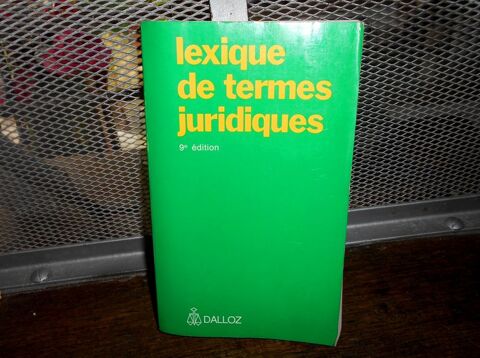 lexique
de termes
juridiques
9e édition
DALLOZ